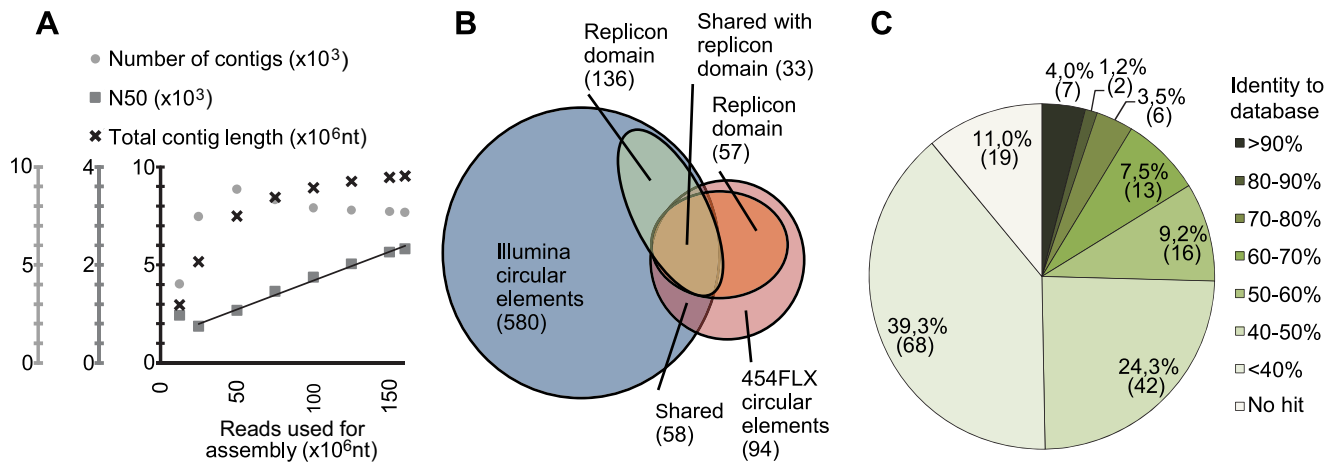 A
Number of contigs (x10³)
N50 (x10³)
Total contig length (x10⁶nt)
10
5
0
4
2
0
10
5
0
0
50
100
150
Reads used for
assembly (x10⁶nt)
B
Replicon
domain
(136)
Shared with
replicon
domain (33)
Replicon
domain
(57)
Illumina
circular
elements
(580)
Shared
(58)
454FLX
circular
elements
(94)
C
4,0%
(7)
1,2%
(2)
3,5%
(6)
7,5%
(13)
9,2%
(16)
24,3%
(42)
39,3%
(68)
11,0%
(19)
Identity to
database
>90%
80-90%
70-80%
60-70%
50-60%
40-50%
<40%
No hit